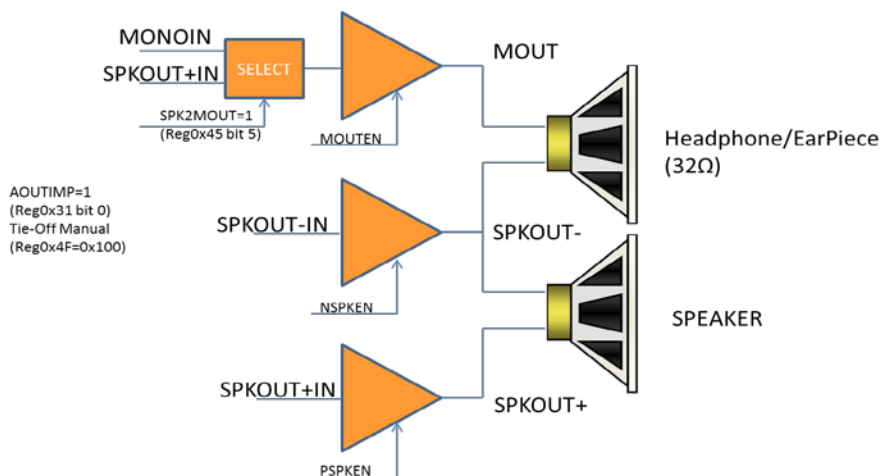 MONOIN
SPKOUT+IN
SELECT
SPK2MOUT=1
(Reg0x45 bit 5)
MOUTEN
MOUT
Headphone/EarPiece
(32Ω)
AOUTIMP=1
(Reg0x31 bit 0)
Tie-Off Manual
(Reg0x4F=0x100)
SPKOUT-IN
NSPKEN
SPKOUT-
SPEAKER
SPKOUT+IN
PSPKEN
SPKOUT+